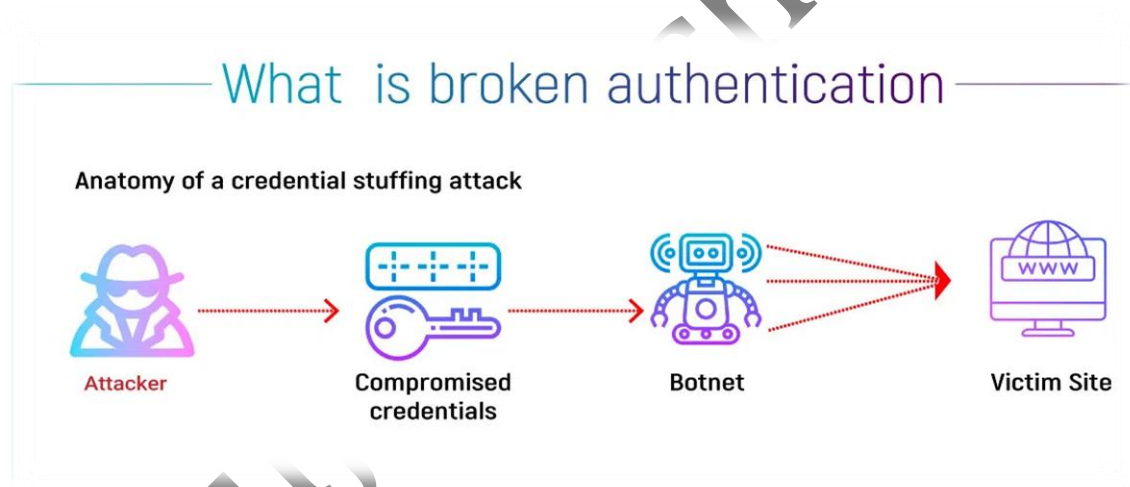 What is broken authentication
Anatomy of a credential stuffing attack
WWW
Attacker
Compromised
credentials
Botnet
Victim Site